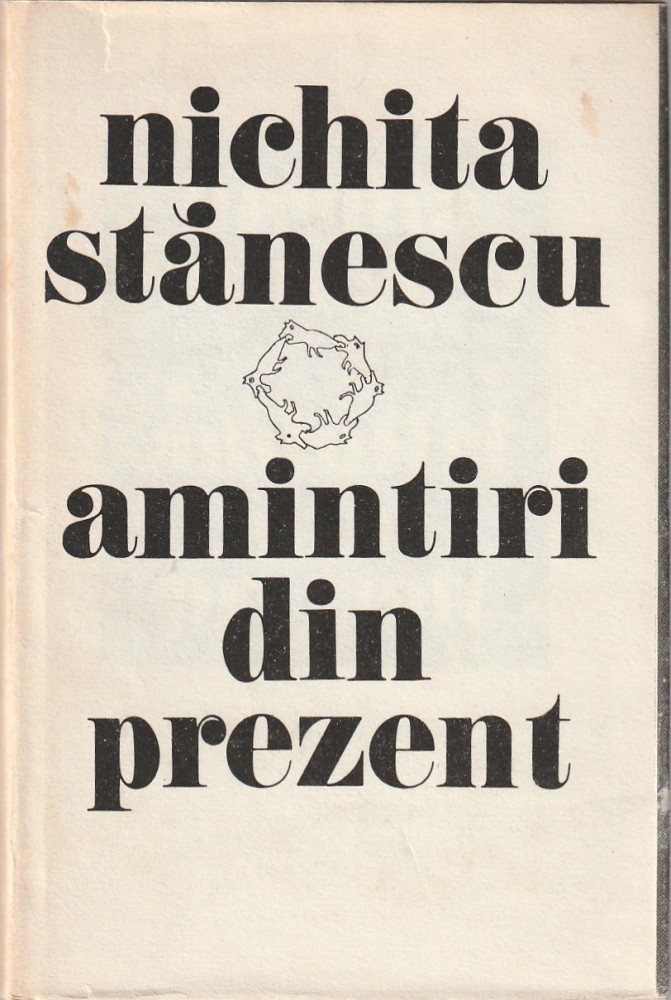 nichita
stănescu
amintiri
din
prezent